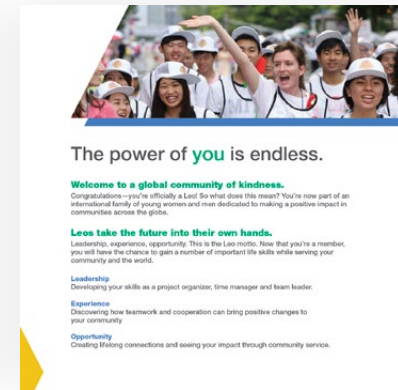 The power of you is endless.
Welcome to a global community of kindness.
Congratulations—you're officially a Leo! So what does this mean? You're now part of an
international family of young women and men dedicated to making a positive impact in
communities across the globe.
Leos take the future into their own hands.
Leadership, experience, opportunity. This is the Leo motto. Now that you're a member,
you will have the chance to gain a number of important life skills while serving your
community and the world.
Leadership
Developing your skills as a project organizer, time manager and team leader.
Experience
Discovering how teamwork and cooperation can bring positive changes to
your community
Opportunity
Creating lifelong connections and seeing your impact through community service.